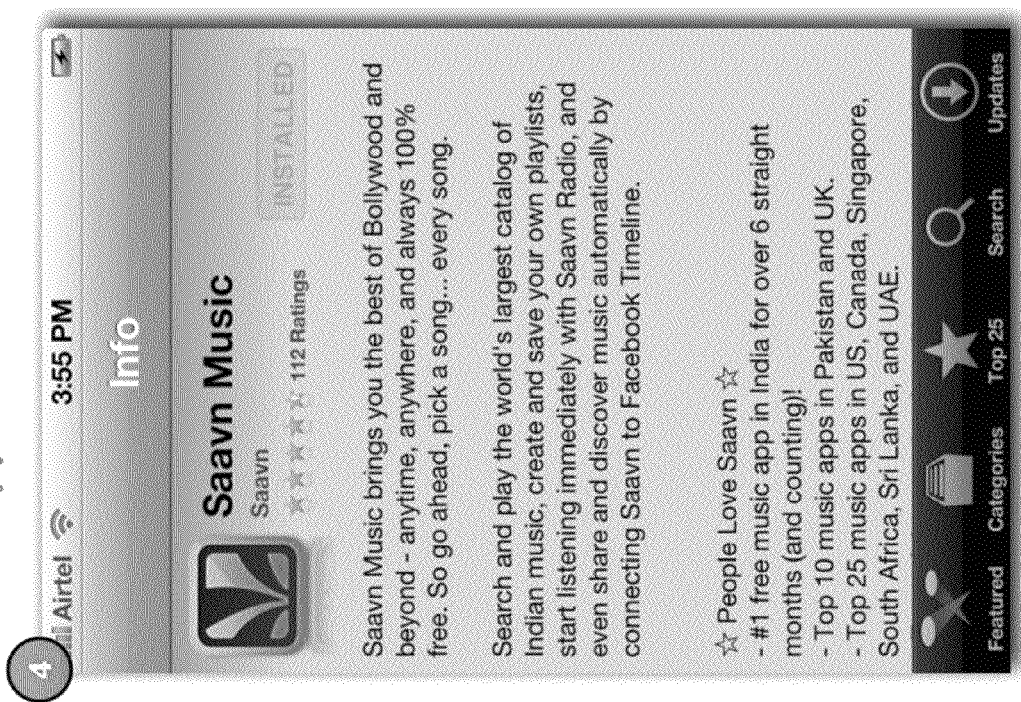 4
Airtel 3:55 PM
Info
Saavn Music
Saavn
112 Ratings
INSTALLED
Saavn Music brings you the best of Bollywood and
beyond - anytime, anywhere, and always 100%
free. So go ahead, pick a song... every song.
Search and play the world's largest catalog of
Indian music, create and save your own playlists,
start listening immediately with Saavn Radio, and
even share and discover music automatically by
connecting Saavn to Facebook Timeline.
☆ People Love Saavn ☆
- #1 free music app in India for over 6 straight
months (and counting)!
- Top 10 music apps in Pakistan and UK.
- Top 25 music apps in US, Canada, Singapore,
South Africa, Sri Lanka, and UAE.
Featured Categories Top 25 Search Updates